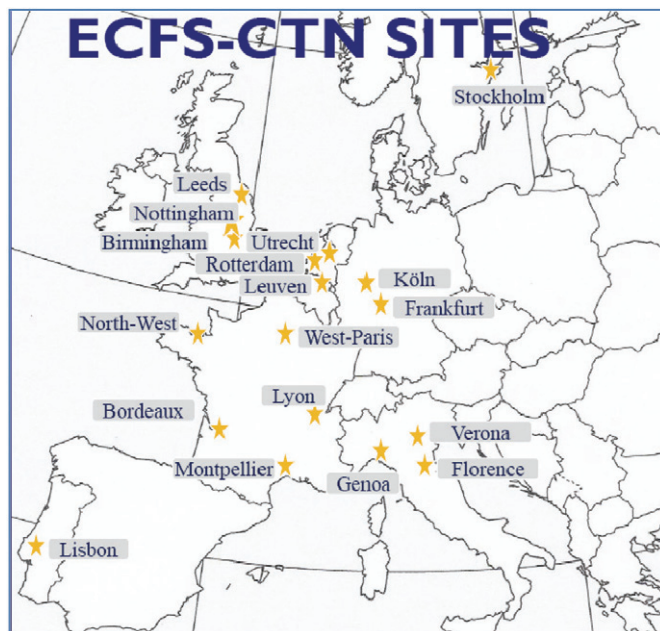 ECFS-CTN SITES
Stockholm
Leeds
Nottingham
Birmingham
Utrecht
Rotterdam
Leuven
Köln
Frankfurt
North-West
West-Paris
Lyon
Bordeaux
Verona
Montpellier
Genoa
Florence
Lisbon